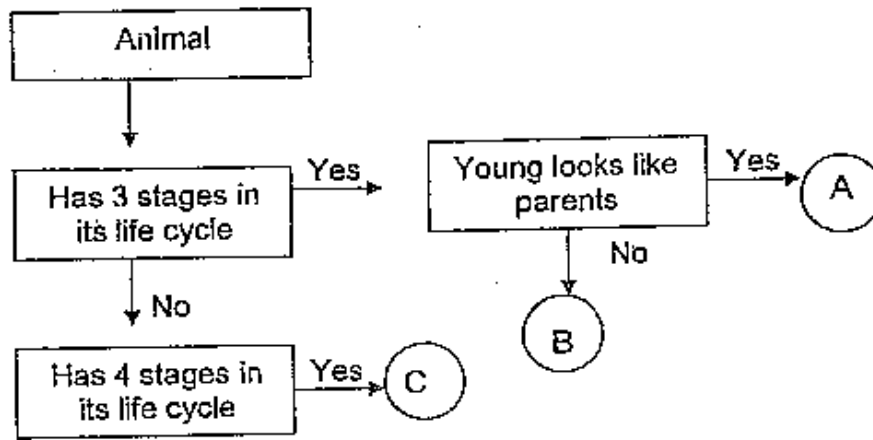 Animal
Has 3 stages in
its life cycle
Yes
Young looks like
parents
Yes
A
No
B
No
Has 4 stages in
its life cycle
Yes
C